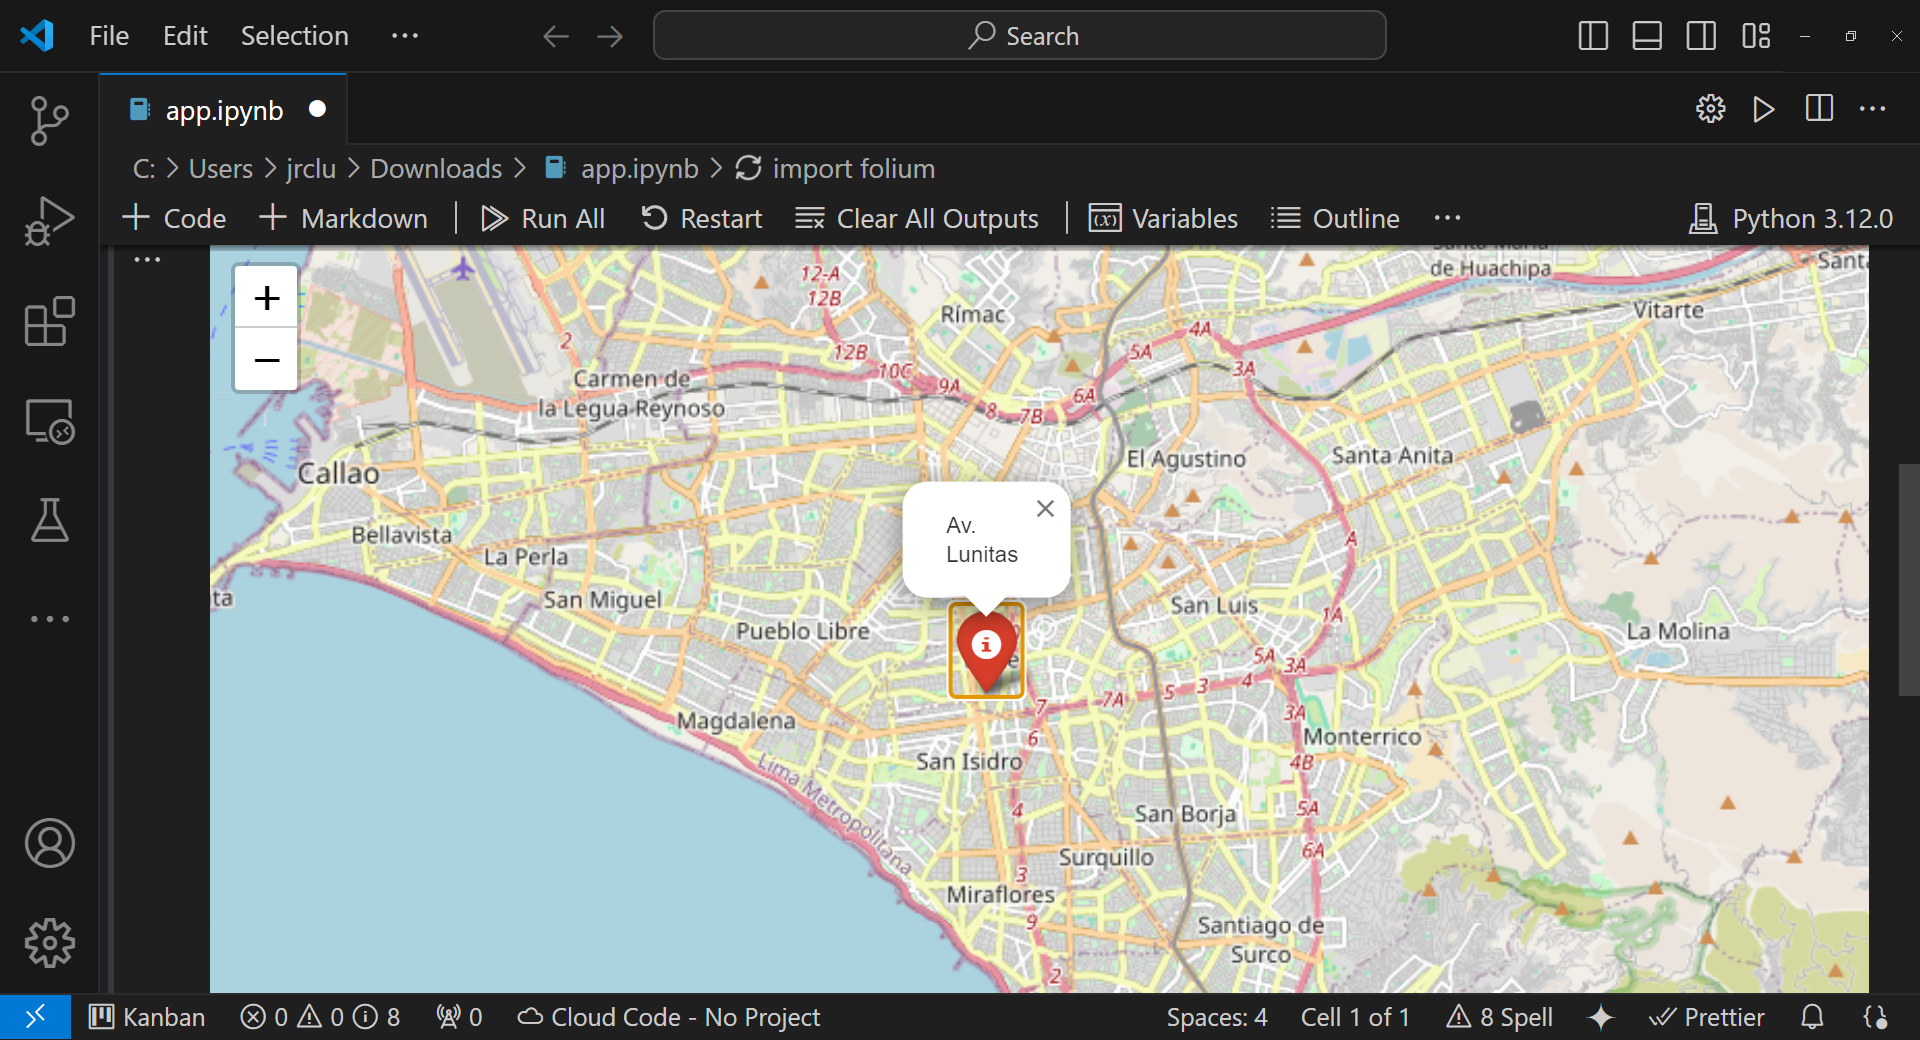 File Edit Selection ··· Search
app.ipynb
C: > Users > jrclu > Downloads > app.ipynb > import folium
+ Code + Markdown | Run All Restart Clear All Outputs | (x) Variables Outline ··· Python 3.12.0
···
+
−
12-A
12B
Rímac
de Huachipa
Santa
Vitarte
2
12B
10C
9A
8
7B
6A
5A
4A
3A
Carmen de
la Legua Reynoso
Callao
El Agustino
Santa Anita
Bellavista
La Perla
Av.
Lunitas
A
San Miguel
ta
Pueblo Libre
San Luis
1A
La Molina
i
e
5A
3A
4
3
5
7A
7
6
3A
Magdalena
Monterrico
San Isidro
4B
Lima Metropolitana
4
5A
San Borja
6A
Surquillo
3
Miraflores
9
Santiago de
Surco
2
Kanban 0 0 8 0 Cloud Code - No Project Spaces: 4 Cell 1 of 1 8 Spell Prettier